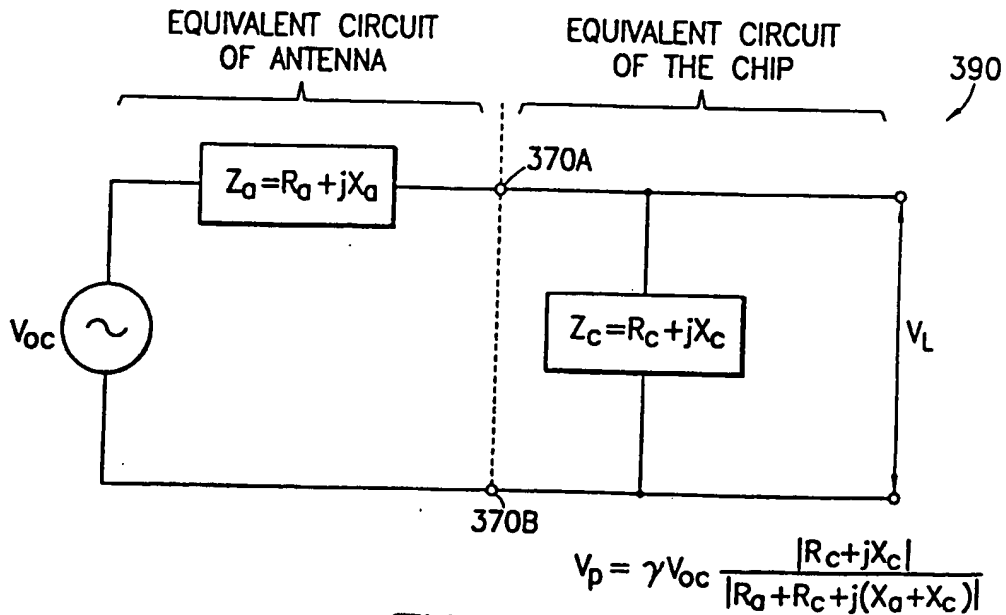 EQUIVALENT CIRCUIT
OF ANTENNA
EQUIVALENT CIRCUIT
OF THE CHIP
390
370A
Za=Ra+jXa
Voc
Zc=Rc+jXc
VL
370B
Vp = γVoc |Rc+jXc| / |Ra+Rc+j(Xa+Xc)|